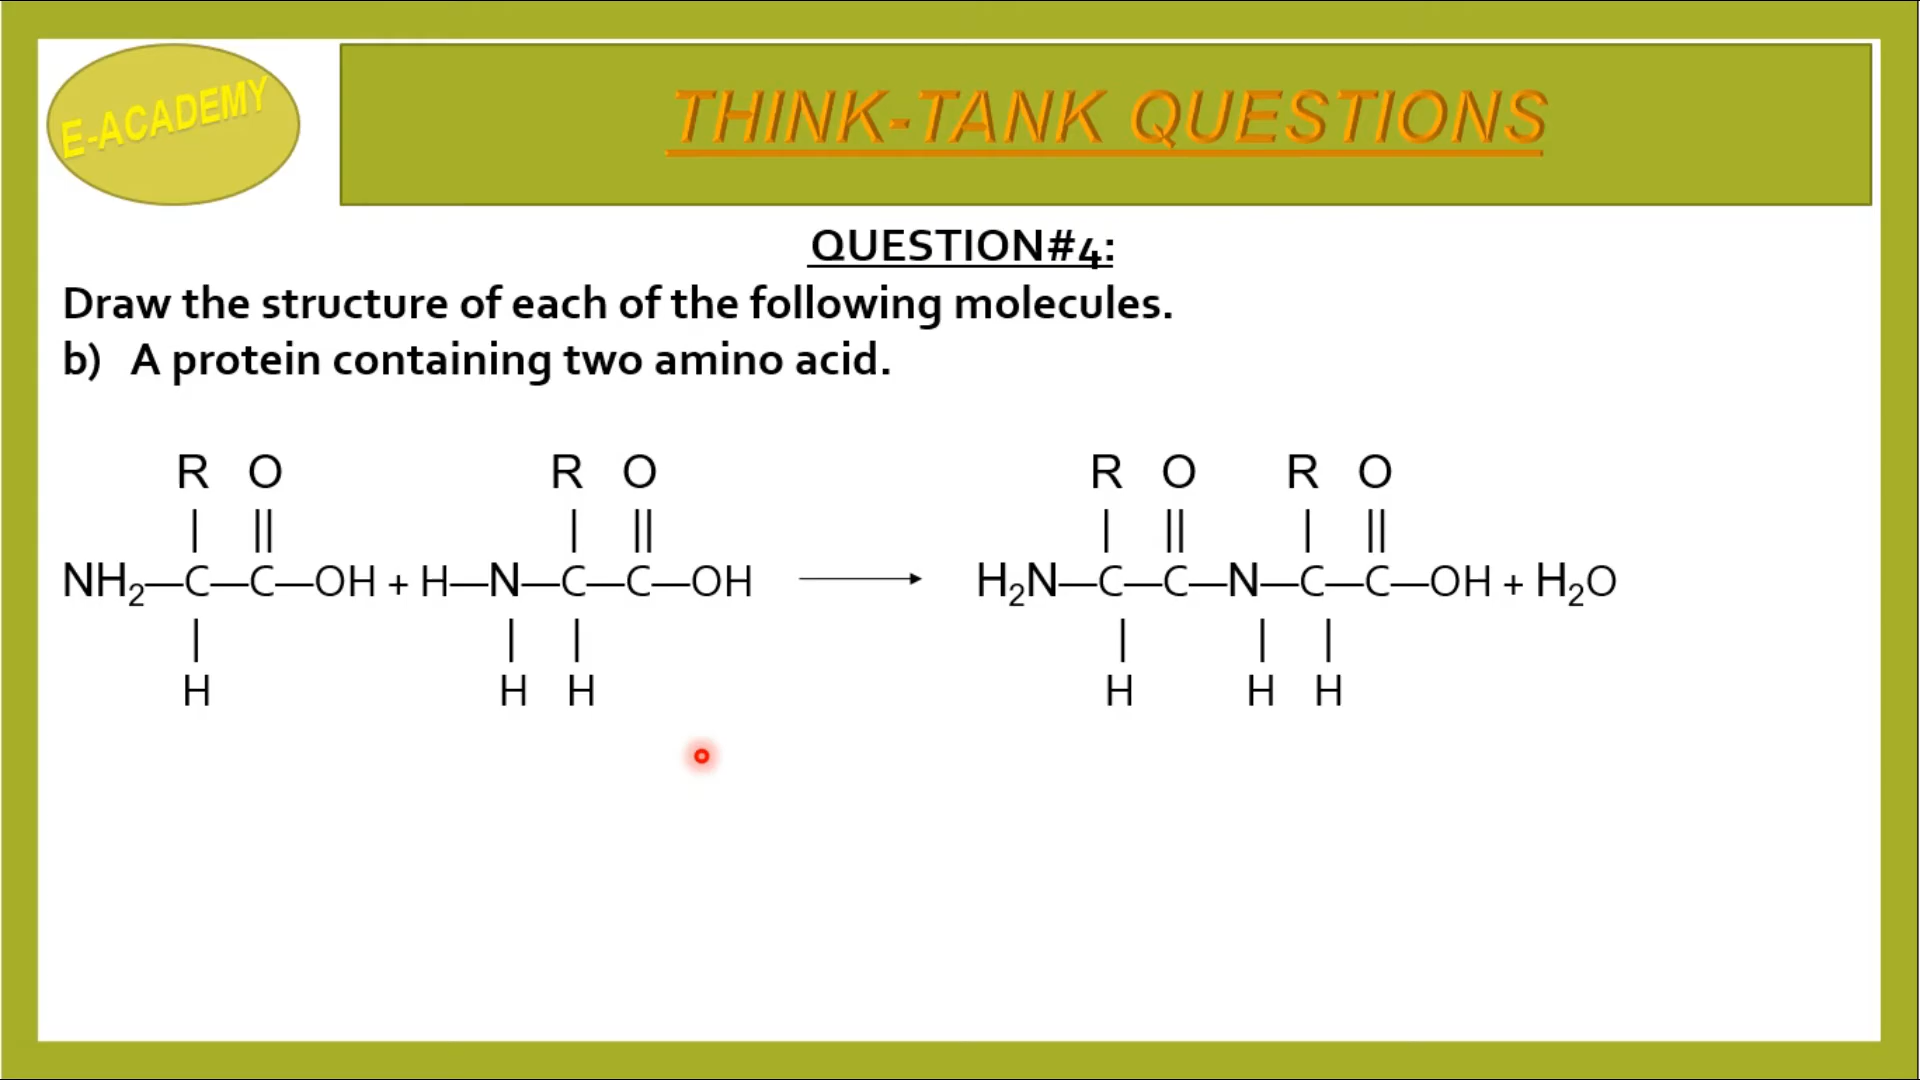 E-ACADEMY
THINK-TANK QUESTIONS
QUESTION#4:
Draw the structure of each of the following molecules.
b) A protein containing two amino acid.
R O R O R O R O
| || | || | || | ||
NH₂—C—C—OH + H—N—C—C—OH ⟶ H₂N—C—C—N—C—C—OH + H₂O
| | | | | |
H H H H H H